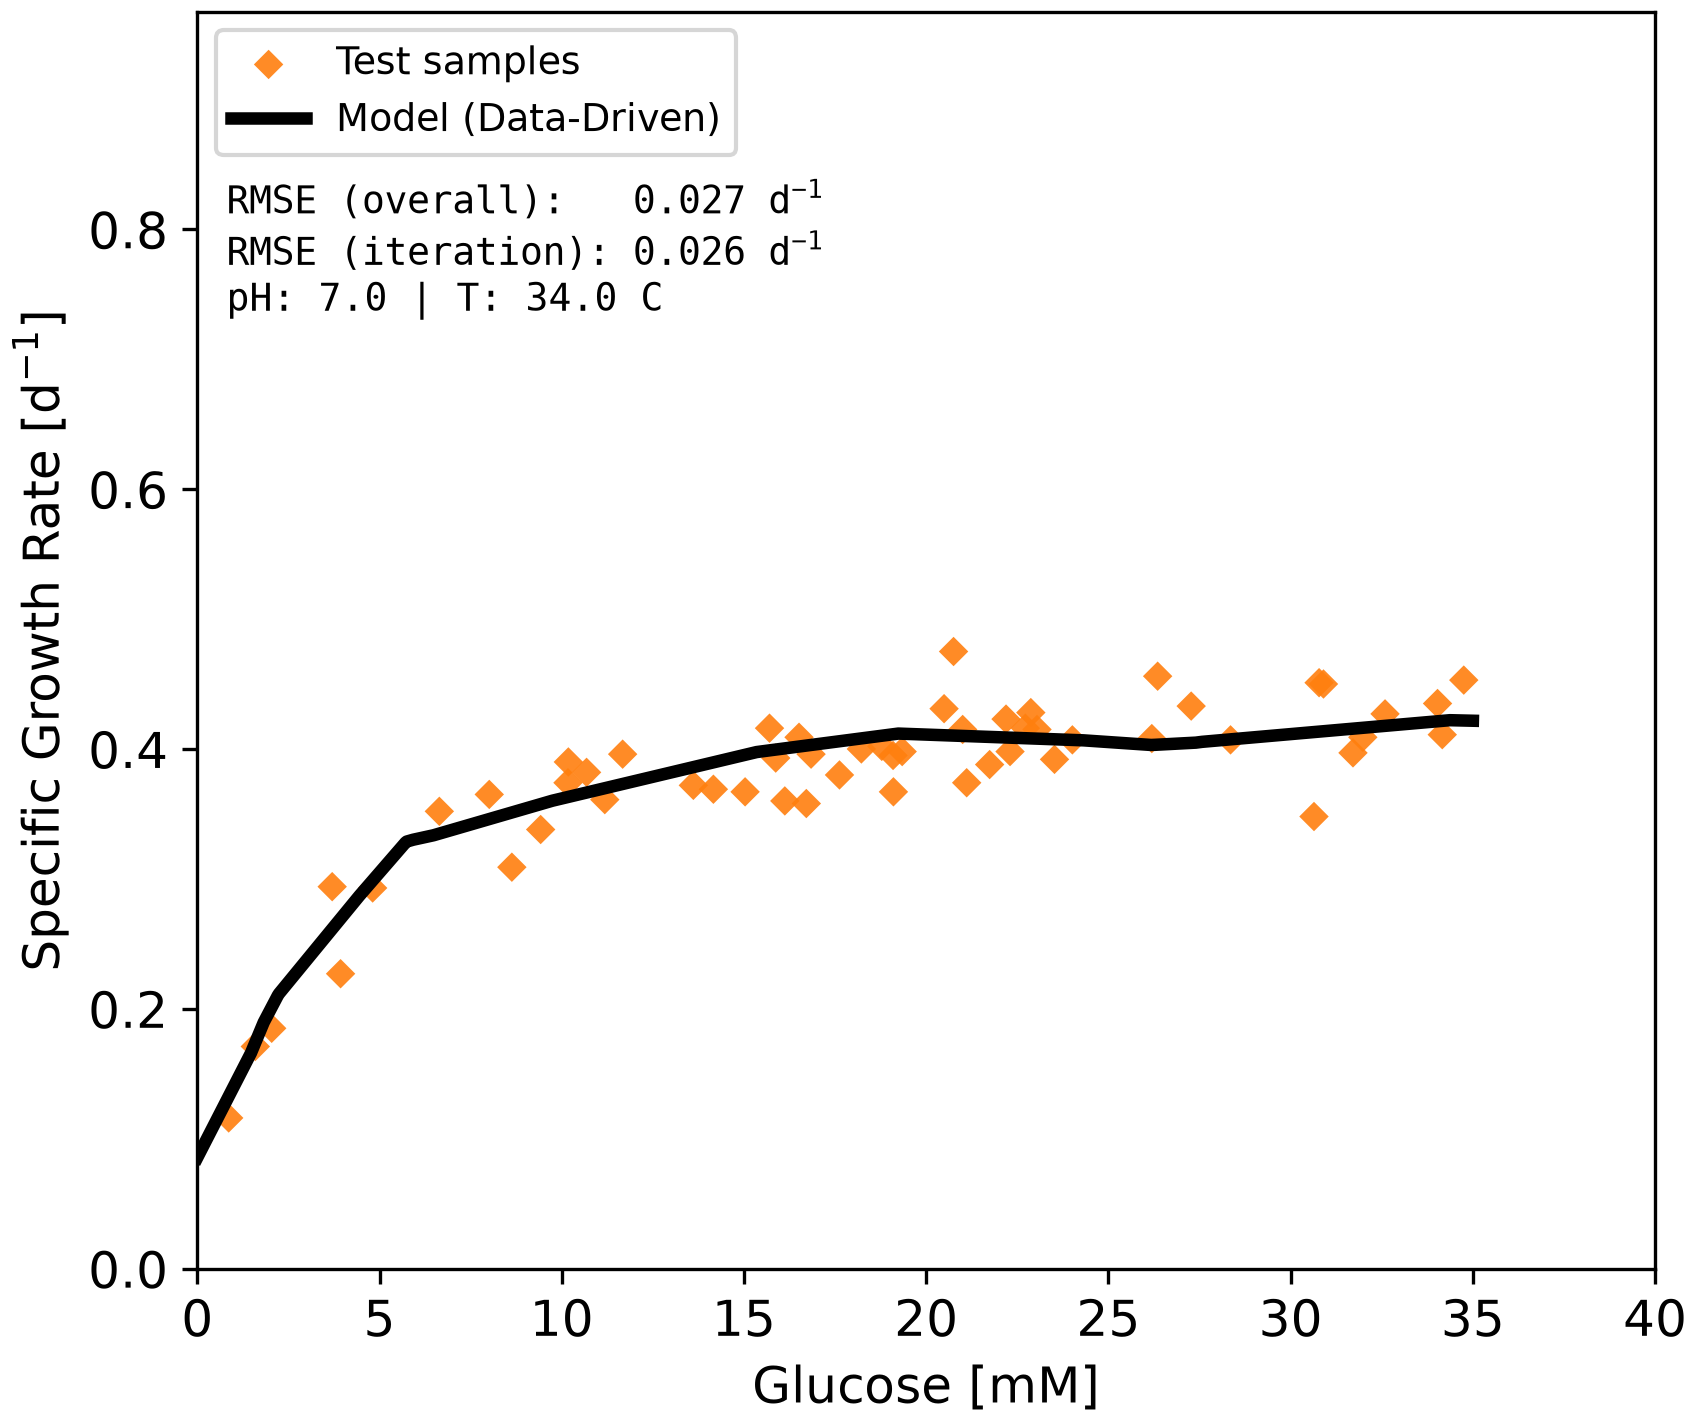 Test samples
Model (Data-Driven)
RMSE (overall): 0.027 d⁻¹
RMSE (iteration): 0.026 d⁻¹
pH: 7.0 | T: 34.0 C
Specific Growth Rate [d⁻¹]
0.8
0.6
0.4
0.2
0.0
0 5 10 15 20 25 30 35 40
Glucose [mM]